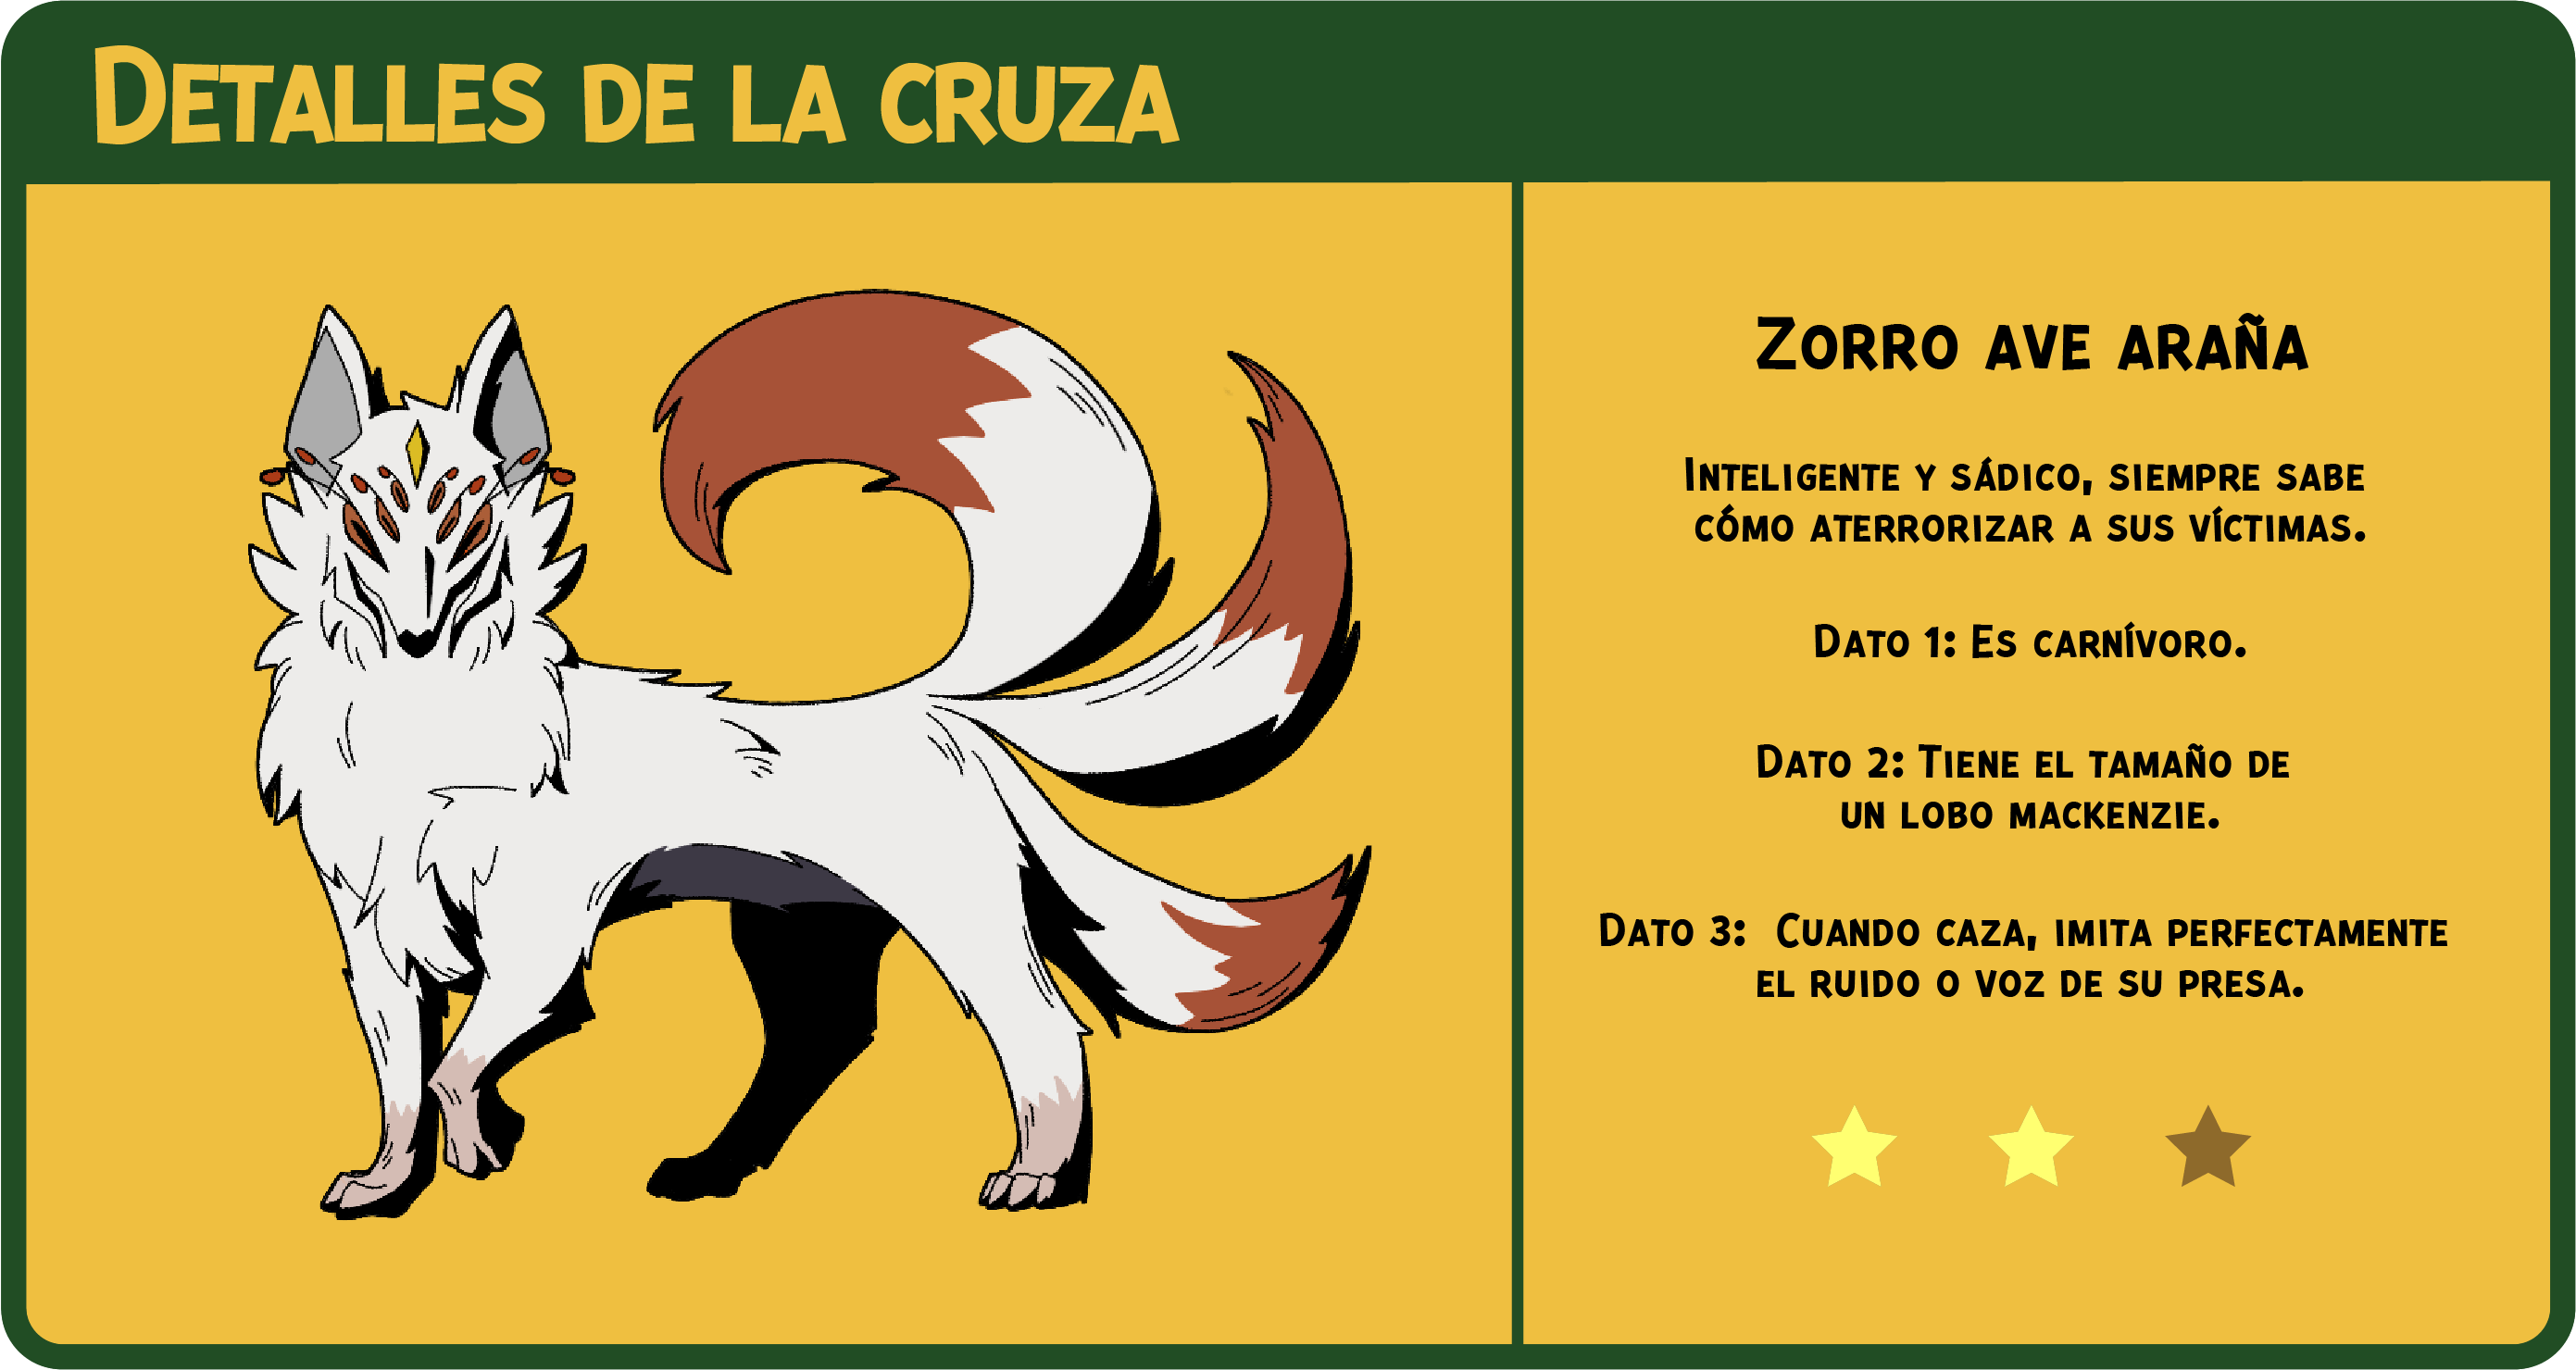 Detalles de la cruza
Zorro ave araña
Inteligente y sádico, siempre sabe
cómo aterrorizar a sus víctimas.
Dato 1: Es carnívoro.
Dato 2: Tiene el tamaño de
un lobo mackenzie.
Dato 3: Cuando caza, imita perfectamente
el ruido o voz de su presa.